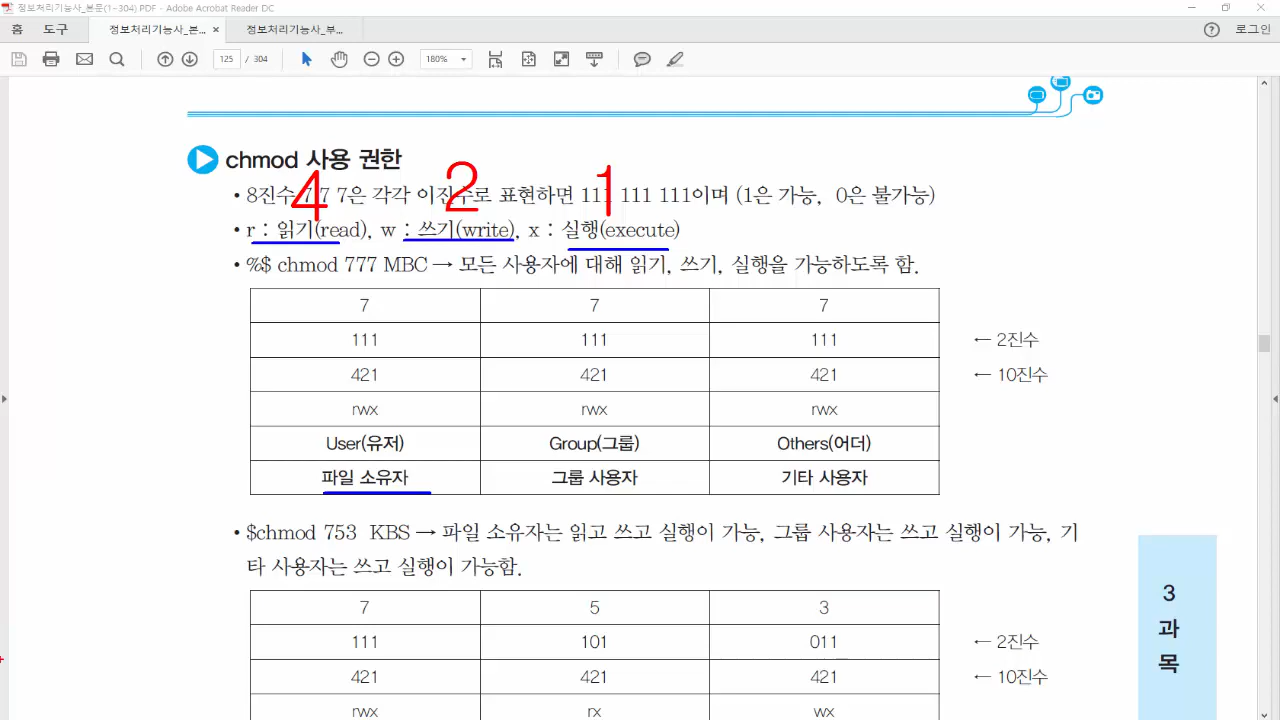 정보처리기능사_본문(1~304) PDF - Adobe Acrobat Reader DC
홈 도구 정보처리기능사_본... × 정보처리기능사_부... 로그인
125 / 304 180%
chmod 사용 권한
4 2 1
• 8진수 7 7 7은 각각 이진수로 표현하면 111 111 111이며 (1은 가능, 0은 불가능)
• r : 읽기(read), w : 쓰기(write), x : 실행(execute)
• %$ chmod 777 MBC → 모든 사용자에 대해 읽기, 쓰기, 실행을 가능하도록 함.
7 7 7
111 111 111 ← 2진수
421 421 421 ← 10진수
rwx rwx rwx
User(유저) Group(그룹) Others(어더)
파일 소유자 그룹 사용자 기타 사용자
• $chmod 753 KBS → 파일 소유자는 읽고 쓰고 실행이 가능, 그룹 사용자는 쓰고 실행이 가능, 기
타 사용자는 쓰고 실행이 가능함.
7 5 3
111 101 011 ← 2진수
421 421 421 ← 10진수
rwx rx wx
3
과
목